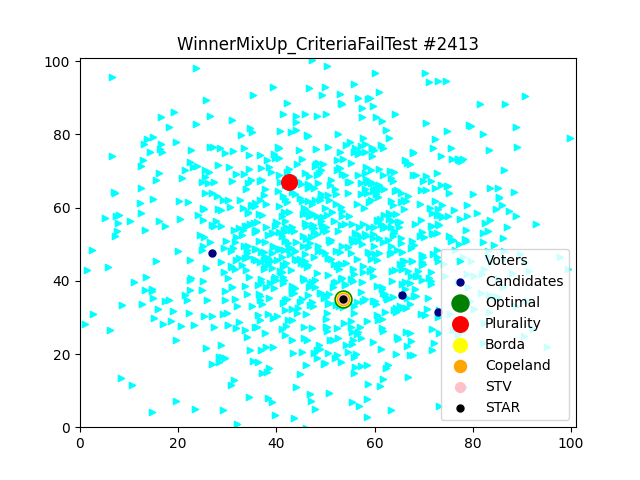 WinnerMixUp_CriteriaFailTest #2413
100
80
60
40
20
0
0
20
40
60
80
100
Voters
Candidates
Optimal
Plurality
Borda
Copeland
STV
STAR